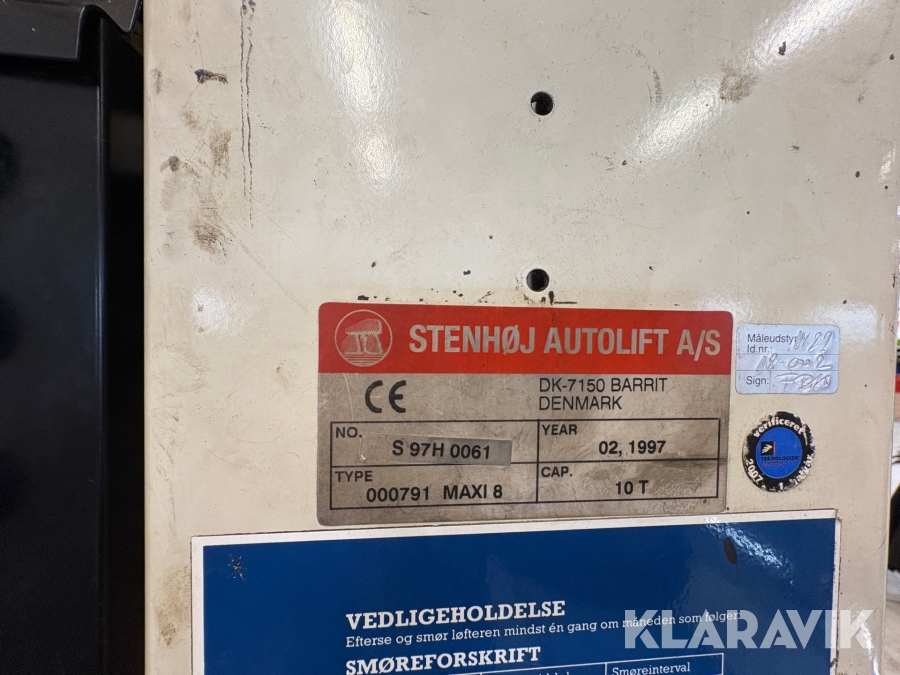 STENHØJ AUTOLIFT A/S
CE
DK-7150 BARRIT
DENMARK
NO. S 97H 0061
YEAR 02, 1997
TYPE 000791 MAXI 8
CAP. 10 T
Måleudstyr
Id.nr.:
Sign:
verificeret
2007
TEKNOLOGISK
VEDLIGEHOLDELSE
Efterse og smør løfteren mindst én gang om måneden som følger:
SMØREFORSKRIFT
Smøreinterval
KLARAVIK